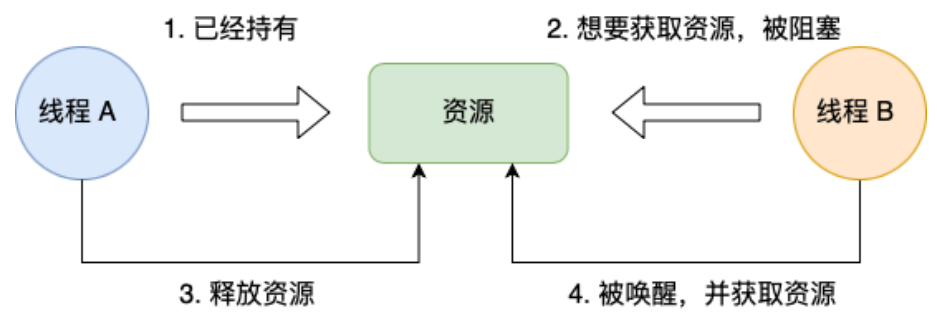 1. 已经持有
2. 想要获取资源，被阻塞
线程 A
资源
线程 B
3. 释放资源
4. 被唤醒，并获取资源